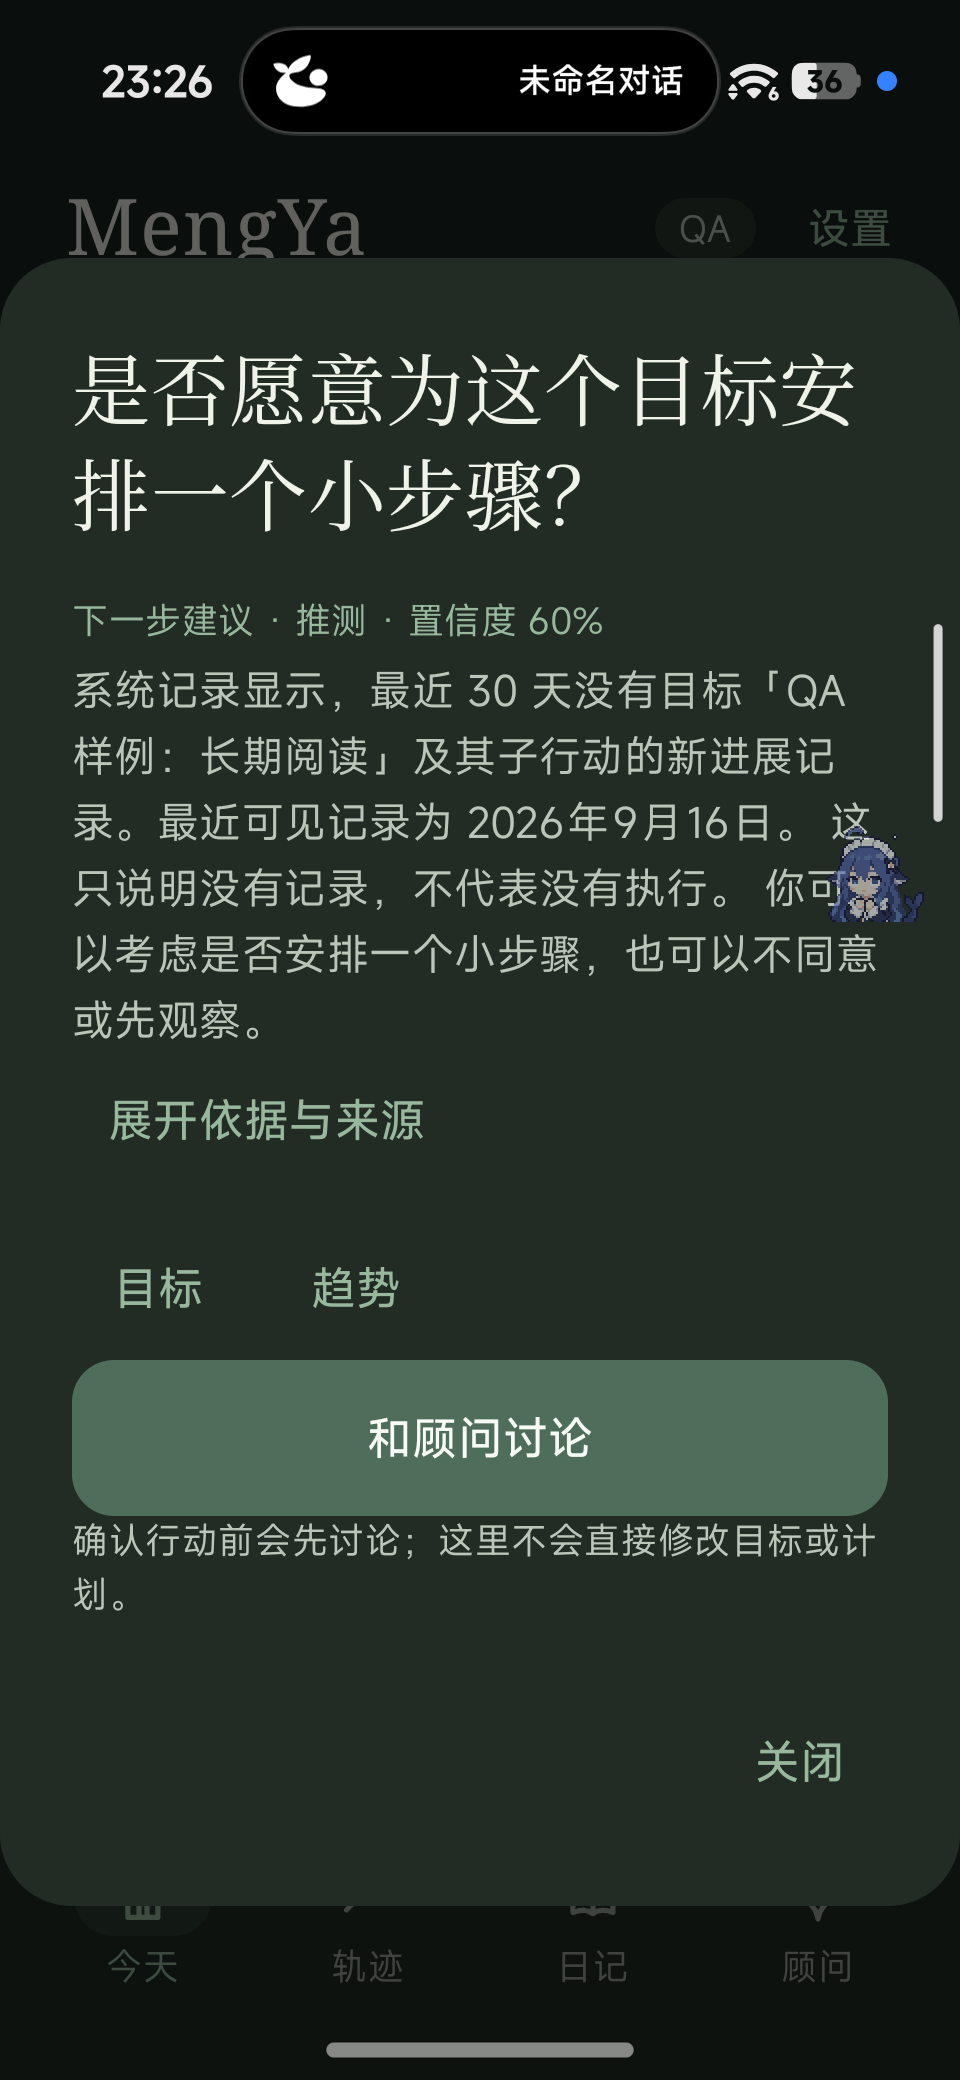 23:26
未命名对话
6
36
MengYa
QA
设置
是否愿意为这个目标安
排一个小步骤?
下一步建议 · 推测 · 置信度 60%
系统记录显示，最近 30 天没有目标「QA
样例：长期阅读」及其子行动的新进展记
录。最近可见记录为 2026年9月16日。 这
只说明没有记录，不代表没有执行。 你可
以考虑是否安排一个小步骤，也可以不同意
或先观察。
展开依据与来源
目标
趋势
和顾问讨论
确认行动前会先讨论；这里不会直接修改目标或计
划。
关闭
今天
轨迹
日记
顾问